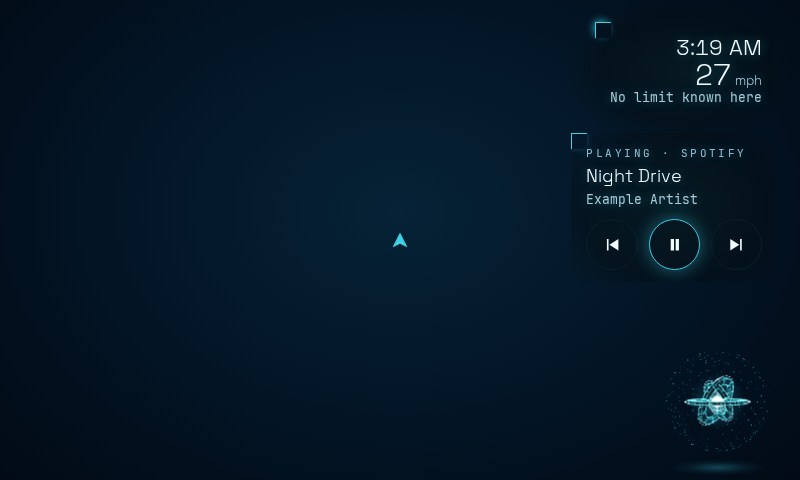 3:19 AM
27 mph
No limit known here
PLAYING · SPOTIFY
Night Drive
Example Artist